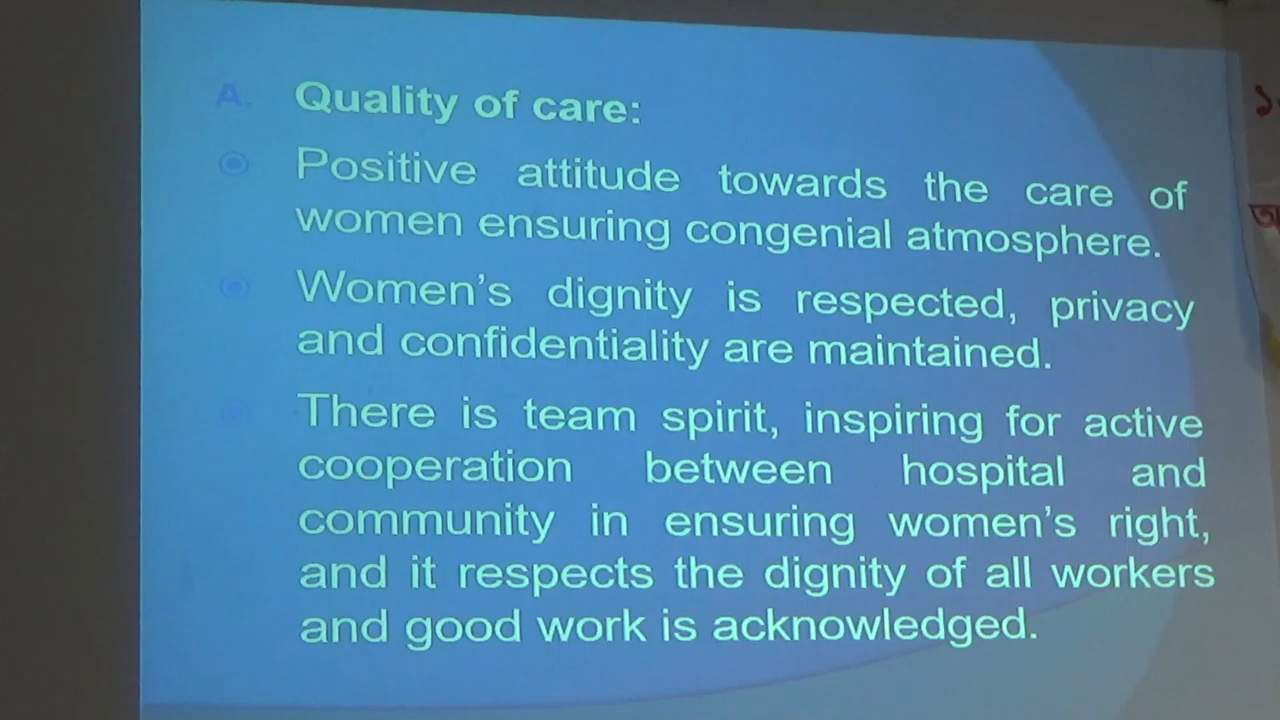 A. Quality of care:
Positive attitude towards the care of
women ensuring congenial atmosphere.
Women's dignity is respected, privacy
and confidentiality are maintained.
There is team spirit, inspiring for active
cooperation between hospital and
community in ensuring women's right,
and it respects the dignity of all workers
and good work is acknowledged.